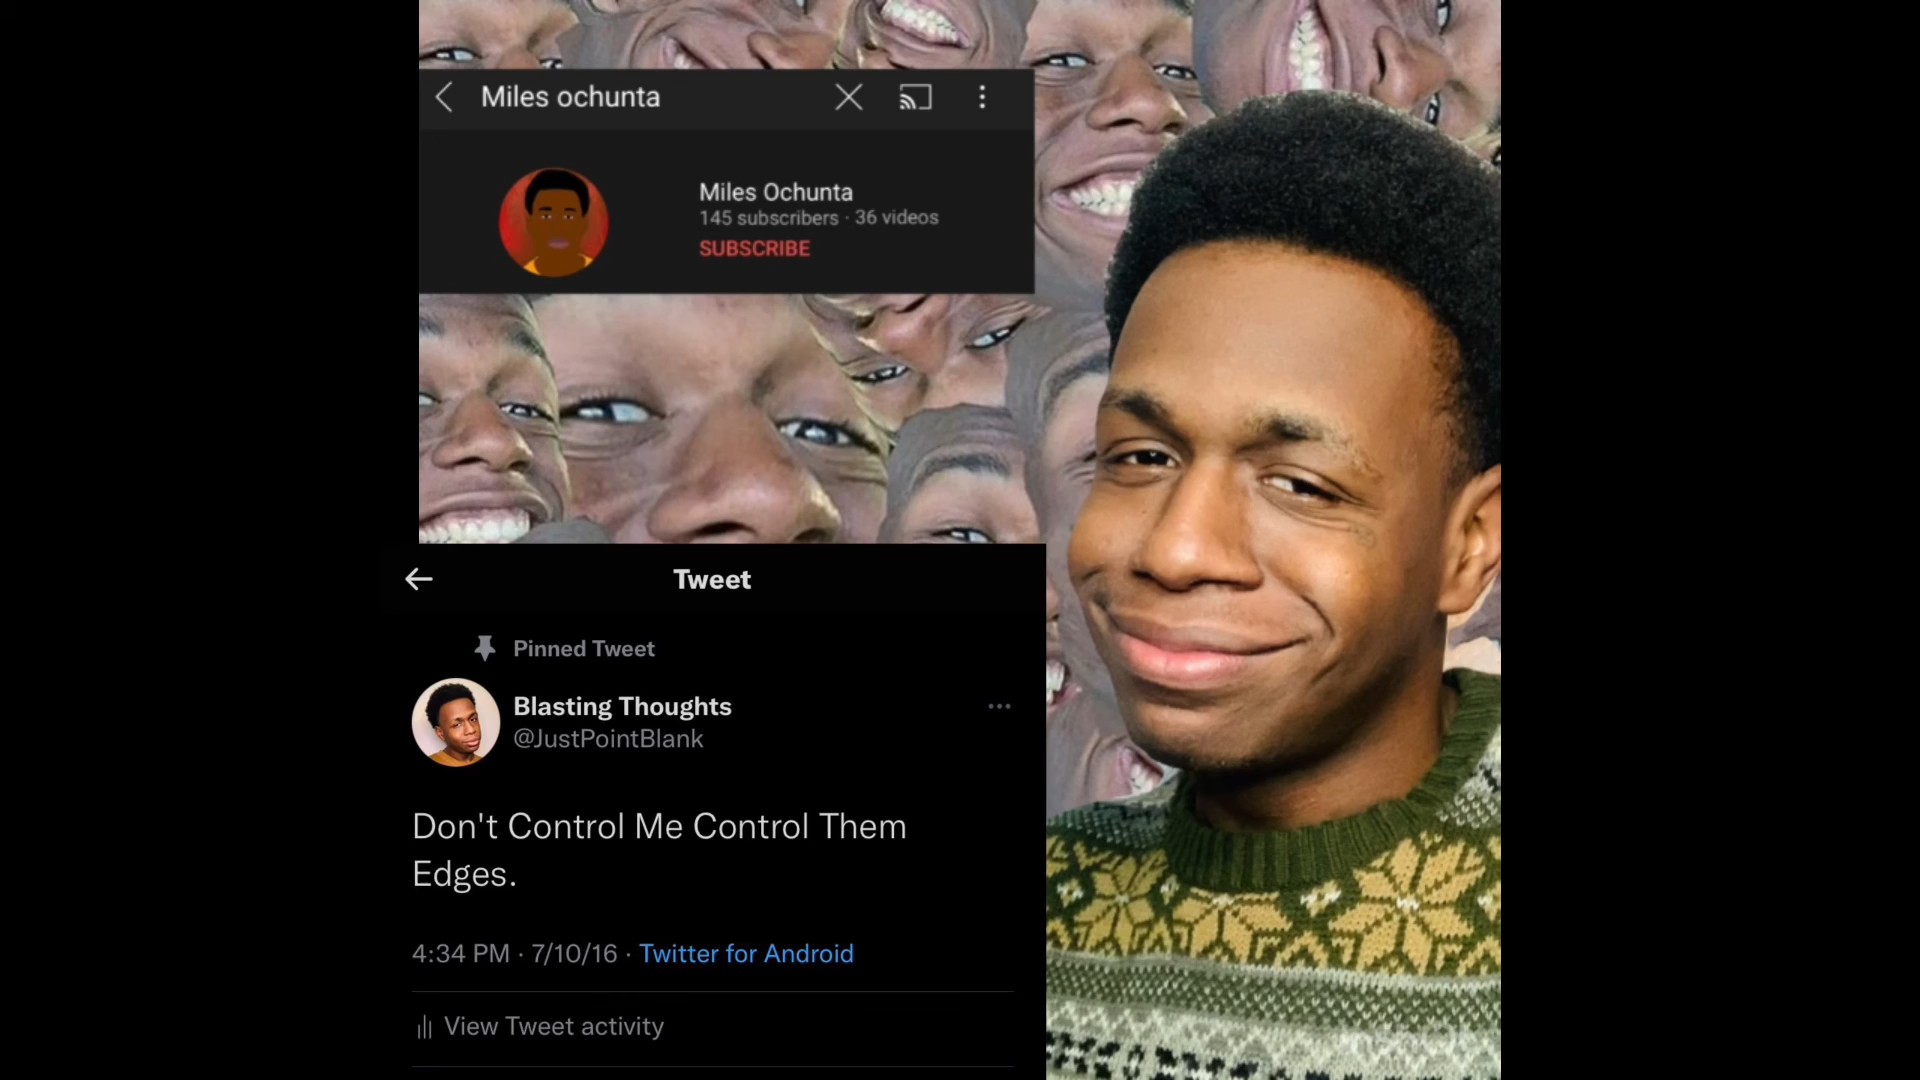 Miles ochunta
Miles Ochunta
145 subscribers · 36 videos
SUBSCRIBE
Tweet
Pinned Tweet
Blasting Thoughts
@JustPointBlank
Don't Control Me Control Them
Edges.
4:34 PM · 7/10/16 · Twitter for Android
View Tweet activity